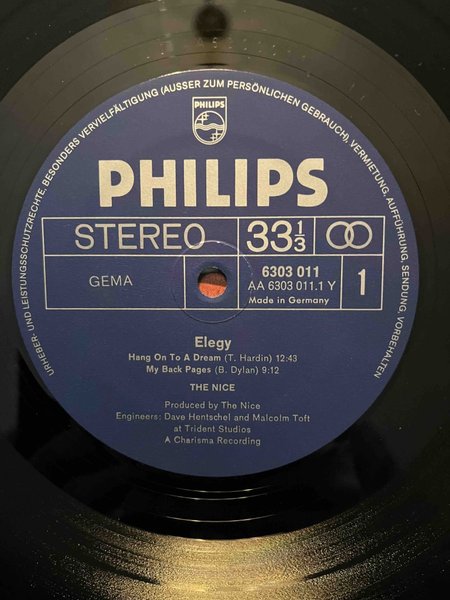 URHEBER UND LEISTUNGSSCHUTZRECHTE, BESONDERS VERVIELFÄLTIGUNG (AUSSER ZUM PERSÖNLICHEN GEBRAUCH), VERMIETUNG, AUFFÜHRUNG, SENDUNG, VORBEHALTEN
PHILIPS
PHILIPS
STEREO 33 1/3
GEMA
6303 011
AA 6303 011.1 Y
Made in Germany
1
Elegy
Hang On To A Dream (T. Hardin) 12:43
My Back Pages (B. Dylan) 9:12
THE NICE
Produced by The Nice
Engineers: Dave Hentschel and Malcolm Toft
at Trident Studios
A Charisma Recording